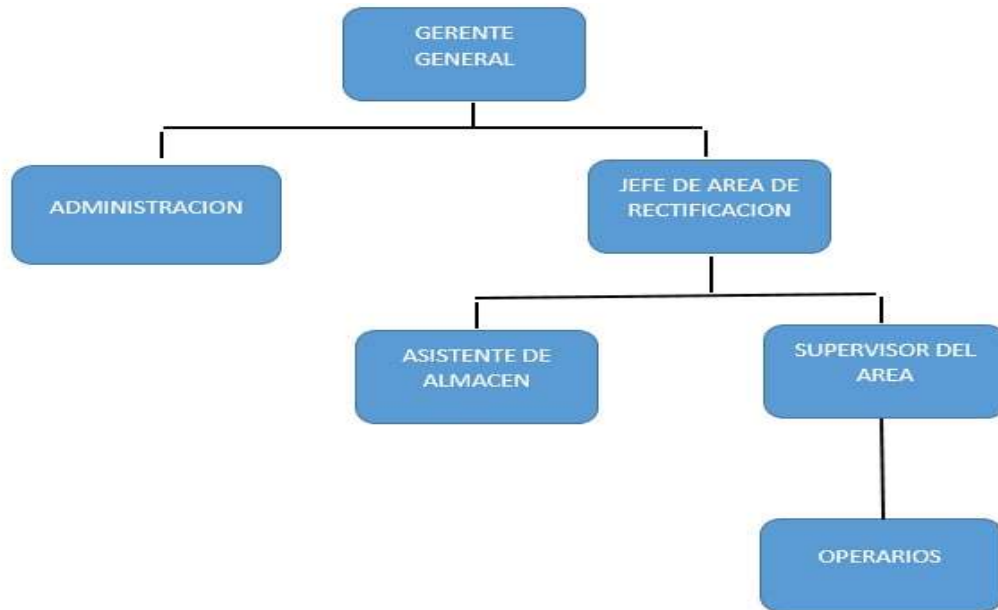 GERENTE
GENERAL
ADMINISTRACION
JEFE DE AREA DE
RECTIFICACION
ASISTENTE DE
ALMACEN
SUPERVISOR DEL
AREA
OPERARIOS